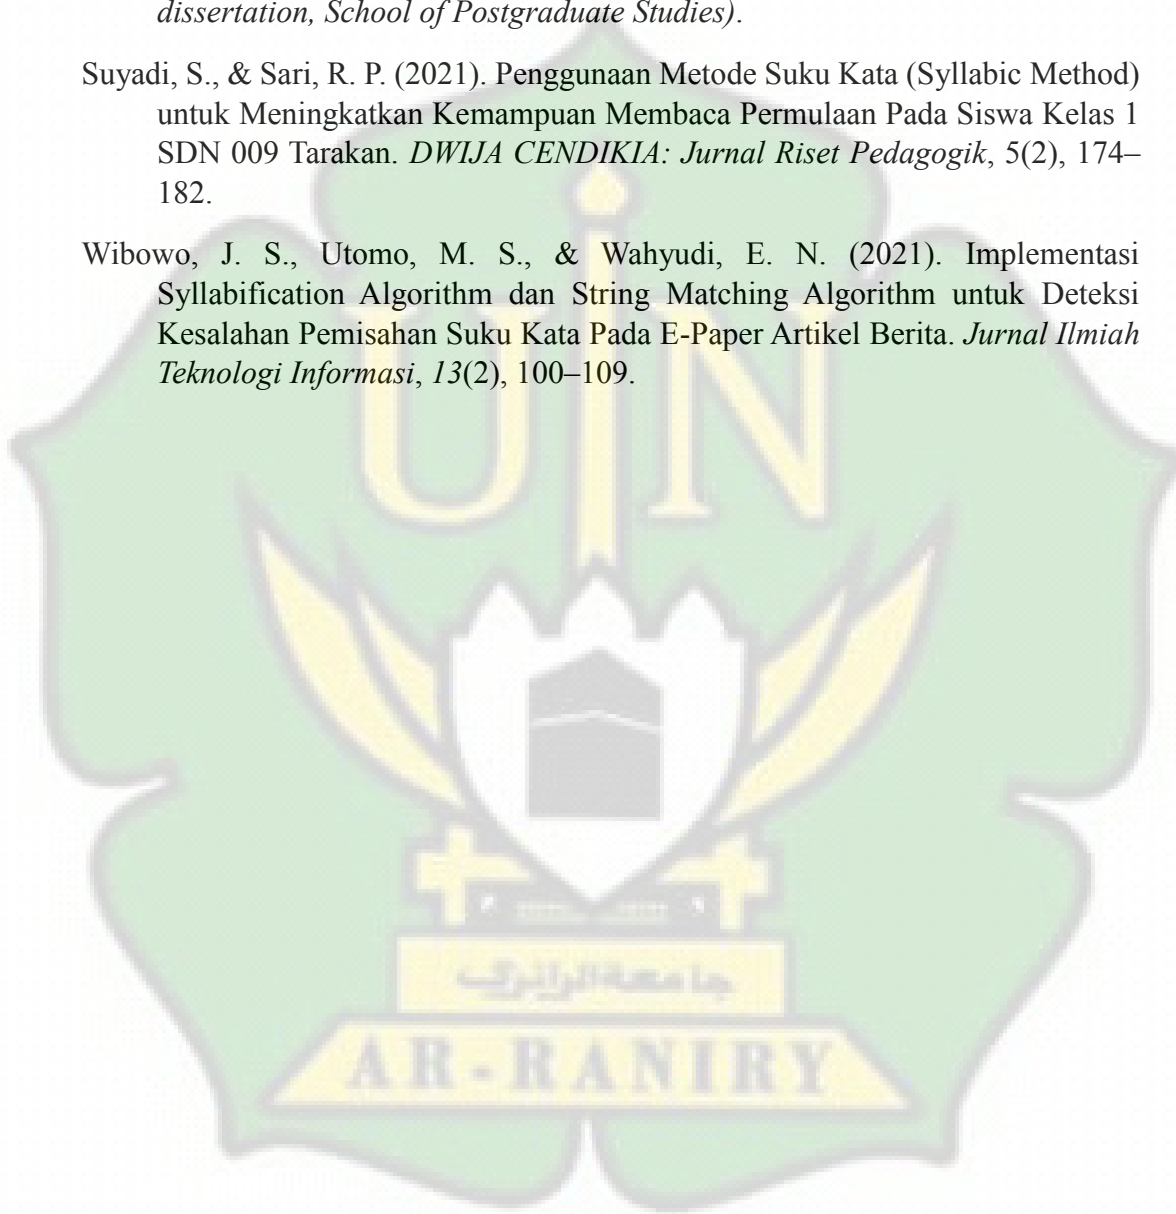 dissertation, School of Postgraduate Studies).
Suyadi, S., & Sari, R. P. (2021). Penggunaan Metode Suku Kata (Syllabic Method)
untuk Meningkatkan Kemampuan Membaca Permulaan Pada Siswa Kelas 1
SDN 009 Tarakan. DWIJA CENDIKIA: Jurnal Riset Pedagogik, 5(2), 174–
182.
Wibowo, J. S., Utomo, M. S., & Wahyudi, E. N. (2021). Implementasi
Syllabification Algorithm dan String Matching Algorithm untuk Deteksi
Kesalahan Pemisahan Suku Kata Pada E-Paper Artikel Berita. Jurnal Ilmiah
Teknologi Informasi, 13(2), 100–109.
UIN
جامعة الرانري
AR-RANIRY